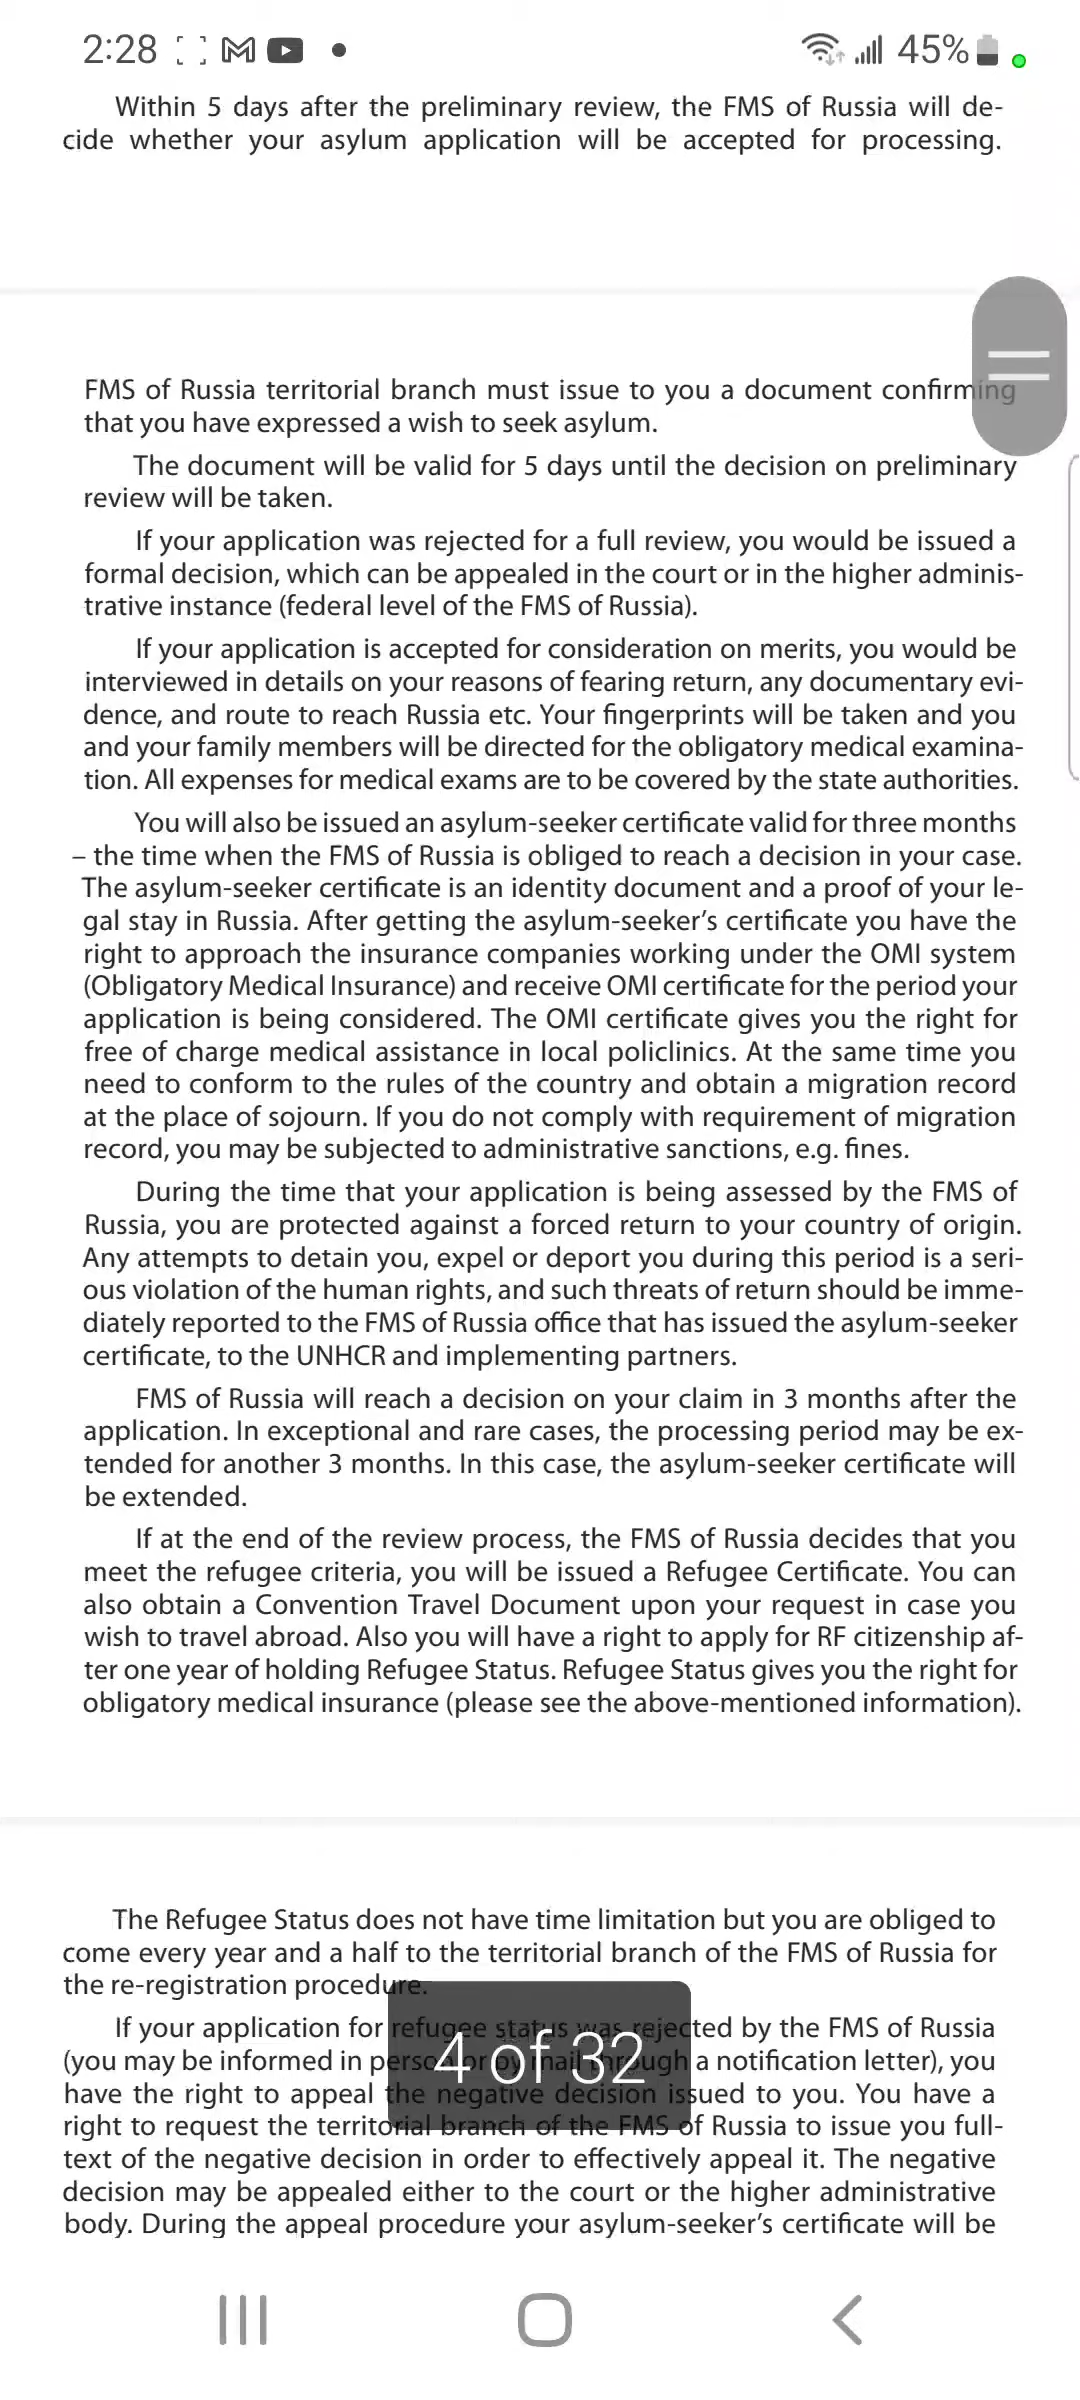 2:28
45%
Within 5 days after the preliminary review, the FMS of Russia will de-
cide whether your asylum application will be accepted for processing.
FMS of Russia territorial branch must issue to you a document confirming
that you have expressed a wish to seek asylum.
The document will be valid for 5 days until the decision on preliminary
review will be taken.
If your application was rejected for a full review, you would be issued a
formal decision, which can be appealed in the court or in the higher adminis-
trative instance (federal level of the FMS of Russia).
If your application is accepted for consideration on merits, you would be
interviewed in details on your reasons of fearing return, any documentary evi-
dence, and route to reach Russia etc. Your fingerprints will be taken and you
and your family members will be directed for the obligatory medical examina-
tion. All expenses for medical exams are to be covered by the state authorities.
You will also be issued an asylum-seeker certificate valid for three months
– the time when the FMS of Russia is obliged to reach a decision in your case.
The asylum-seeker certificate is an identity document and a proof of your le-
gal stay in Russia. After getting the asylum-seeker's certificate you have the
right to approach the insurance companies working under the OMI system
(Obligatory Medical Insurance) and receive OMI certificate for the period your
application is being considered. The OMI certificate gives you the right for
free of charge medical assistance in local policlinics. At the same time you
need to conform to the rules of the country and obtain a migration record
at the place of sojourn. If you do not comply with requirement of migration
record, you may be subjected to administrative sanctions, e.g. fines.
During the time that your application is being assessed by the FMS of
Russia, you are protected against a forced return to your country of origin.
Any attempts to detain you, expel or deport you during this period is a seri-
ous violation of the human rights, and such threats of return should be imme-
diately reported to the FMS of Russia office that has issued the asylum-seeker
certificate, to the UNHCR and implementing partners.
FMS of Russia will reach a decision on your claim in 3 months after the
application. In exceptional and rare cases, the processing period may be ex-
tended for another 3 months. In this case, the asylum-seeker certificate will
be extended.
If at the end of the review process, the FMS of Russia decides that you
meet the refugee criteria, you will be issued a Refugee Certificate. You can
also obtain a Convention Travel Document upon your request in case you
wish to travel abroad. Also you will have a right to apply for RF citizenship af-
ter one year of holding Refugee Status. Refugee Status gives you the right for
obligatory medical insurance (please see the above-mentioned information).
The Refugee Status does not have time limitation but you are obliged to
come every year and a half to the territorial branch of the FMS of Russia for
the re-registration procedure.
If your application for refugee status was rejected by the FMS of Russia
(you may be informed in person or by mail through a notification letter), you
4 of 32
have the right to appeal the negative decision issued to you. You have a
right to request the territorial branch of the FMS of Russia to issue you full-
text of the negative decision in order to effectively appeal it. The negative
decision may be appealed either to the court or the higher administrative
body. During the appeal procedure your asylum-seeker's certificate will be